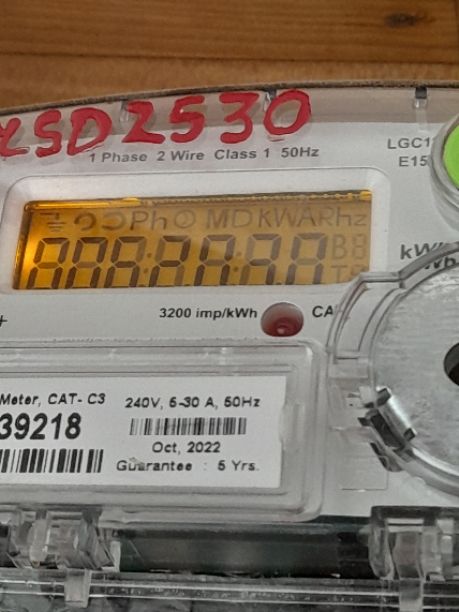 LSD2530
1 Phase 2 Wire Class 1 50Hz
LGC1
E15
Ph MD KWARhz
3200 imp/kWh
CA
Meter, CAT- C3
240V, 5-30 A, 50Hz
39218
Oct, 2022
Guarantee : 5 Yrs.